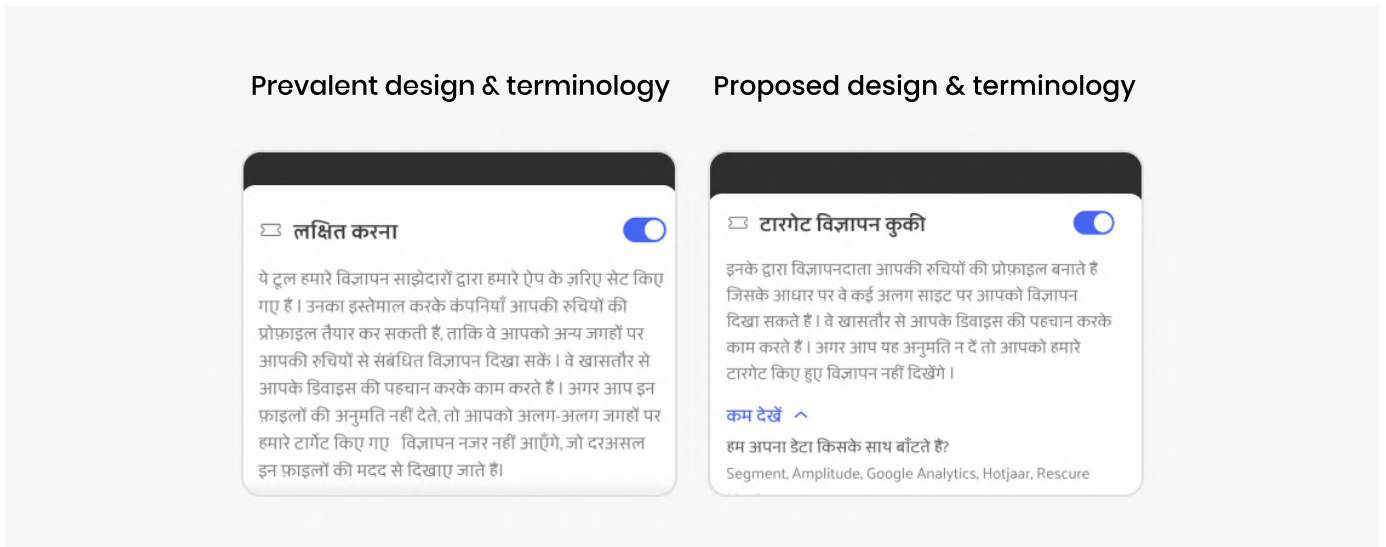 Prevalent design & terminology
लक्षित करना
ये टूल हमारे विज्ञापन साझेदारों द्वारा हमारे ऐप के ज़रिए सेट किए
गए हैं । उनका इस्तेमाल करके कंपनियाँ आपकी रुचियों की
प्रोफ़ाइल तैयार कर सकती हैं, ताकि वे आपको अन्य जगहों पर
आपकी रुचियों से संबंधित विज्ञापन दिखा सकें । वे खासतौर से
आपके डिवाइस की पहचान करके काम करते हैं । अगर आप इन
फ़ाइलों की अनुमति नहीं देते, तो आपको अलग-अलग जगहों पर
हमारे टार्गेट किए गए विज्ञापन नजर नहीं आएँगे, जो दरअसल
इन फ़ाइलों की मदद से दिखाए जाते हैं।
Proposed design & terminology
टारगेट विज्ञापन कुकी
इनके द्वारा विज्ञापनदाता आपकी रुचियों की प्रोफ़ाइल बनाते हैं
जिसके आधार पर वे कई अलग साइट पर आपको विज्ञापन
दिखा सकते हैं । वे खासतौर से आपके डिवाइस की पहचान करके
काम करते हैं । अगर आप यह अनुमति न दें तो आपको हमारे
टारगेट किए हुए विज्ञापन नहीं दिखेंगे ।
कम देखें
हम अपना डेटा किसके साथ बाँटते हैं?
Segment, Amplitude, Google Analytics, Hotjaar, Rescure